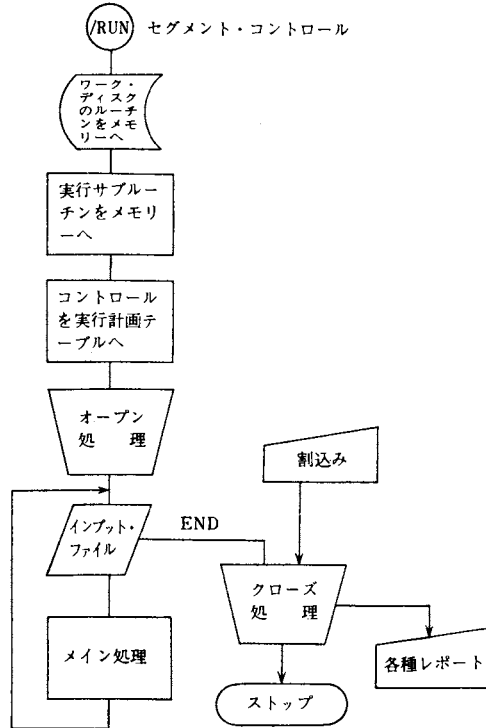 /RUN セグメント・コントロール
ワーク・
ディスク
のルーチ
ンをメモ
リーへ
実行サブルー
チンをメモリ
ーへ
コントロール
を実行計画テ
ーブルへ
オープン
処 理
割込み
インプット・
ファイル
END
クローズ
処 理
メイン処理
各種レポート
ストップ